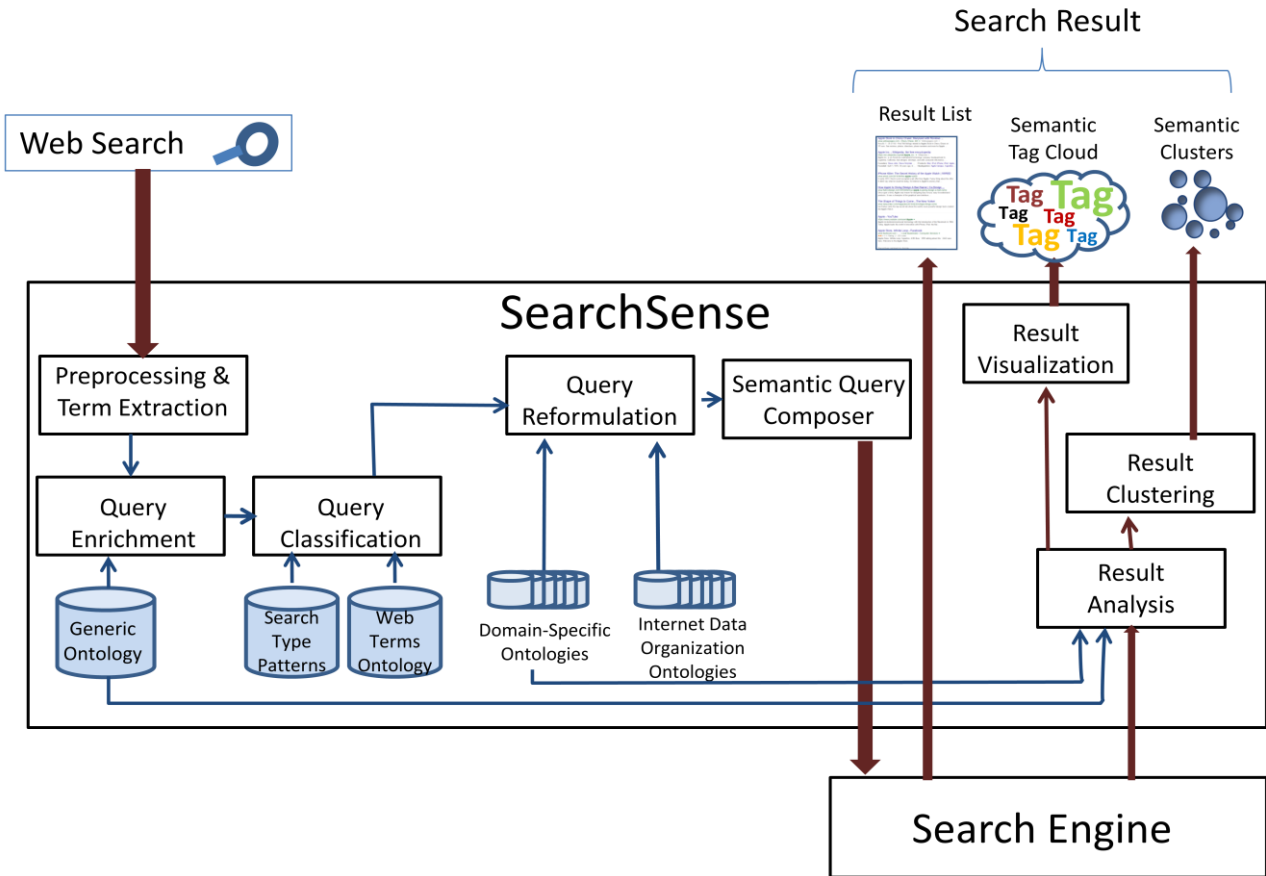 Search Result
Web Search
Result List
Semantic
Tag Cloud
Semantic
Clusters
Tag
Tag
Tag
Tag
Tag
Tag
SearchSense
Preprocessing &
Term Extraction
Query
Reformulation
Semantic Query
Composer
Result
Visualization
Query
Enrichment
Query
Classification
Result
Clustering
Result
Analysis
Generic
Ontology
Search
Type
Patterns
Web
Terms
Ontology
Domain-Specific
Ontologies
Internet Data
Organization
Ontologies
Search Engine